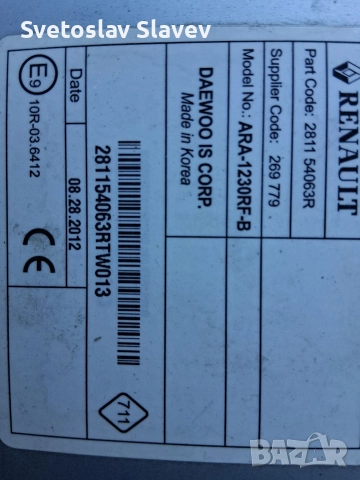 Svetoslav Slavev
RENAULT
Part Code: 2811 54063R
Supplier Code: 269 779
Model No.: ARA-1230RF-B
DAEWOO IS CORP.
Made in Korea
281154063RTW013
711
Date
08.28.2012
E9
10R-03.6412
CE
BAZAR